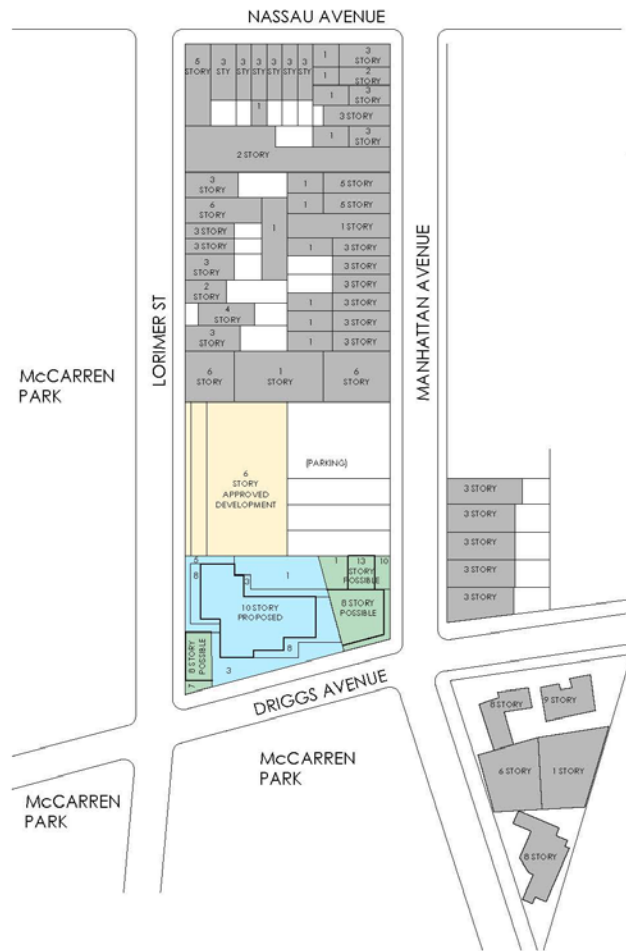 NASSAU AVENUE
5
STORY
3
STY
3
STY
3
STY
3
STY
3
STY
3
STY
1
3
STORY
1
2
STORY
1
3
STORY
1
3 STORY
1
3
STORY
2 STORY
3
STORY
1
5 STORY
6
STORY
1
5 STORY
1
1 STORY
3 STORY
3 STORY
1
3 STORY
3
STORY
3 STORY
2
STORY
3 STORY
4
STORY
1
3 STORY
1
3 STORY
3
STORY
1
3 STORY
6
STORY
1
STORY
6
STORY
LORIMER ST
MANHATTAN AVENUE
McCARREN
PARK
6
STORY
APPROVED
DEVELOPMENT
(PARKING)
3 STORY
3 STORY
3 STORY
3 STORY
3 STORY
5
8
3
1
1
13
STORY
POSSIBLE
10
10 STORY
PROPOSED
8 STORY
POSSIBLE
8 STORY
POSSIBLE
8
3
7
DRIGGS AVENUE
McCARREN
PARK
McCARREN
PARK
8 STORY
9 STORY
6 STORY
1 STORY
8 STORY